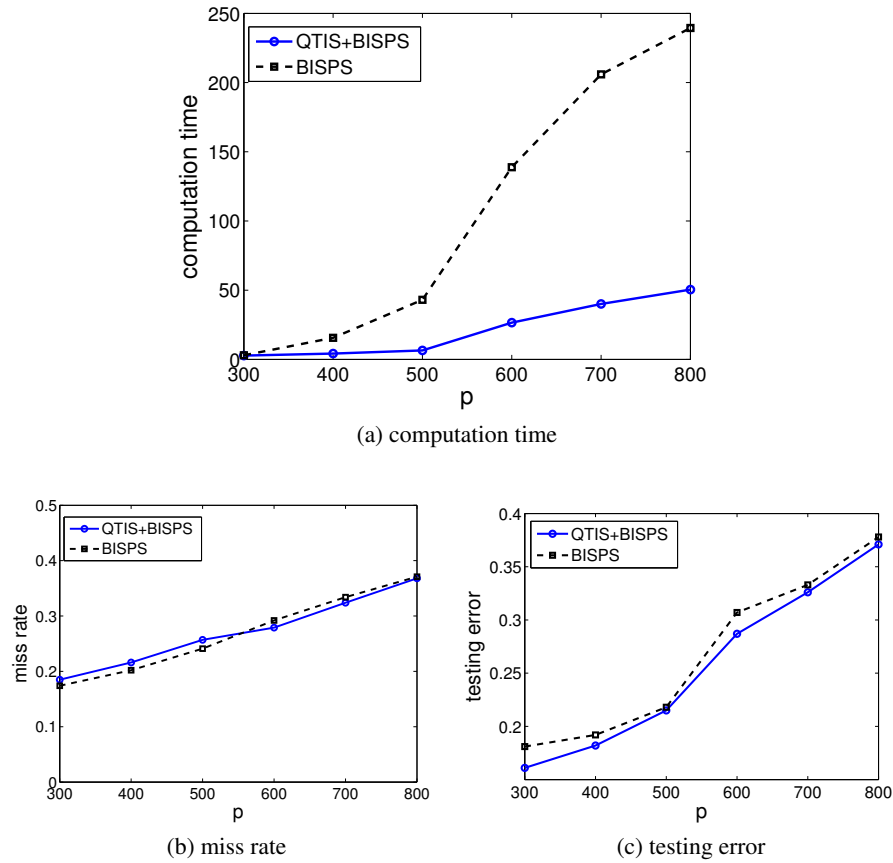 250
200
150
100
50
0
computation time
QTIS+BISPS
BISPS
300 400 500 600 700 800
p
(a) computation time
0.5
0.4
0.3
0.2
0.1
0
miss rate
QTIS+BISPS
BISPS
300 400 500 600 700 800
p
(b) miss rate
0.4
0.35
0.3
0.25
0.2
testing error
QTIS+BISPS
BISPS
300 400 500 600 700 800
p
(c) testing error